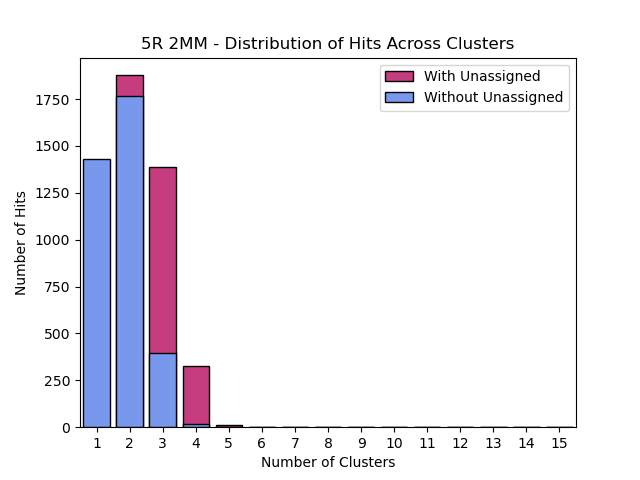 5R 2MM - Distribution of Hits Across Clusters
With Unassigned
Without Unassigned
Number of Hits
1750
1500
1250
1000
750
500
250
0
1 2 3 4 5 6 7 8 9 10 11 12 13 14 15
Number of Clusters